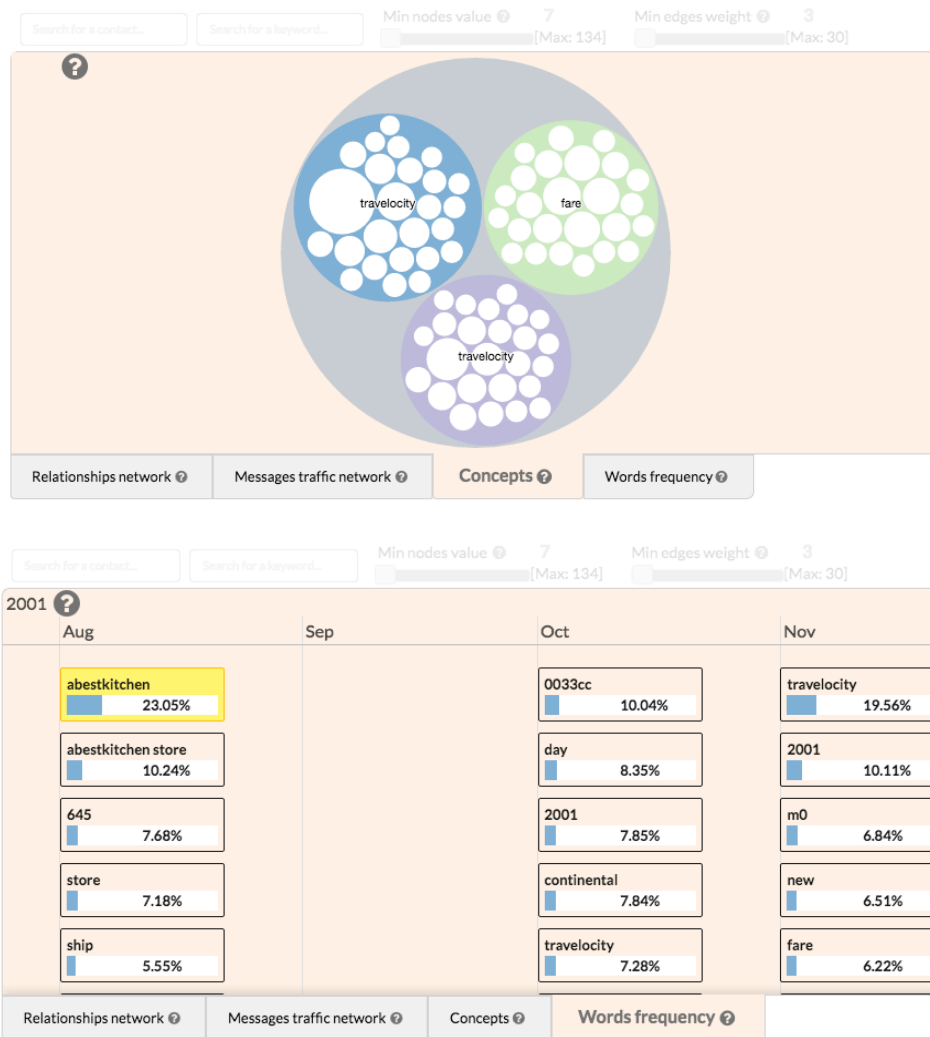 Min nodes value ? 7 Min edges weight ? 3
Search for a contact... Search for a keyword... [Max: 134] [Max: 30]
?
travelocity fare
travelocity
Relationships network ? Messages traffic network ? Concepts ? Words frequency ?
Min nodes value ? 7 Min edges weight ? 3
Search for a contact... Search for a keyword... [Max: 134] [Max: 30]
2001 ?
Aug Sep Oct Nov
abestkitchen 0033cc travelocity
23.05% 10.04% 19.56%
abestkitchen store day 2001
10.24% 8.35% 10.11%
645 2001 m0
7.68% 7.85% 6.84%
store continental new
7.18% 7.84% 6.51%
ship travelocity fare
5.55% 7.28% 6.22%
Relationships network ? Messages traffic network ? Concepts ? Words frequency ?